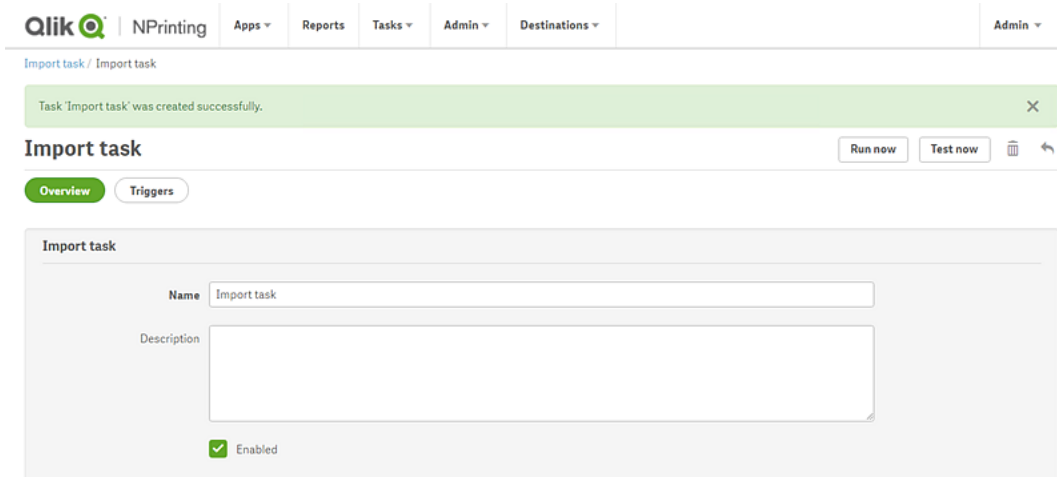 Qlik NPrinting Apps Reports Tasks Admin Destinations Admin
Import task / Import task
Task 'Import task' was created successfully.
Import task Run now Test now
Overview Triggers
Import task
Name Import task
Description
Enabled